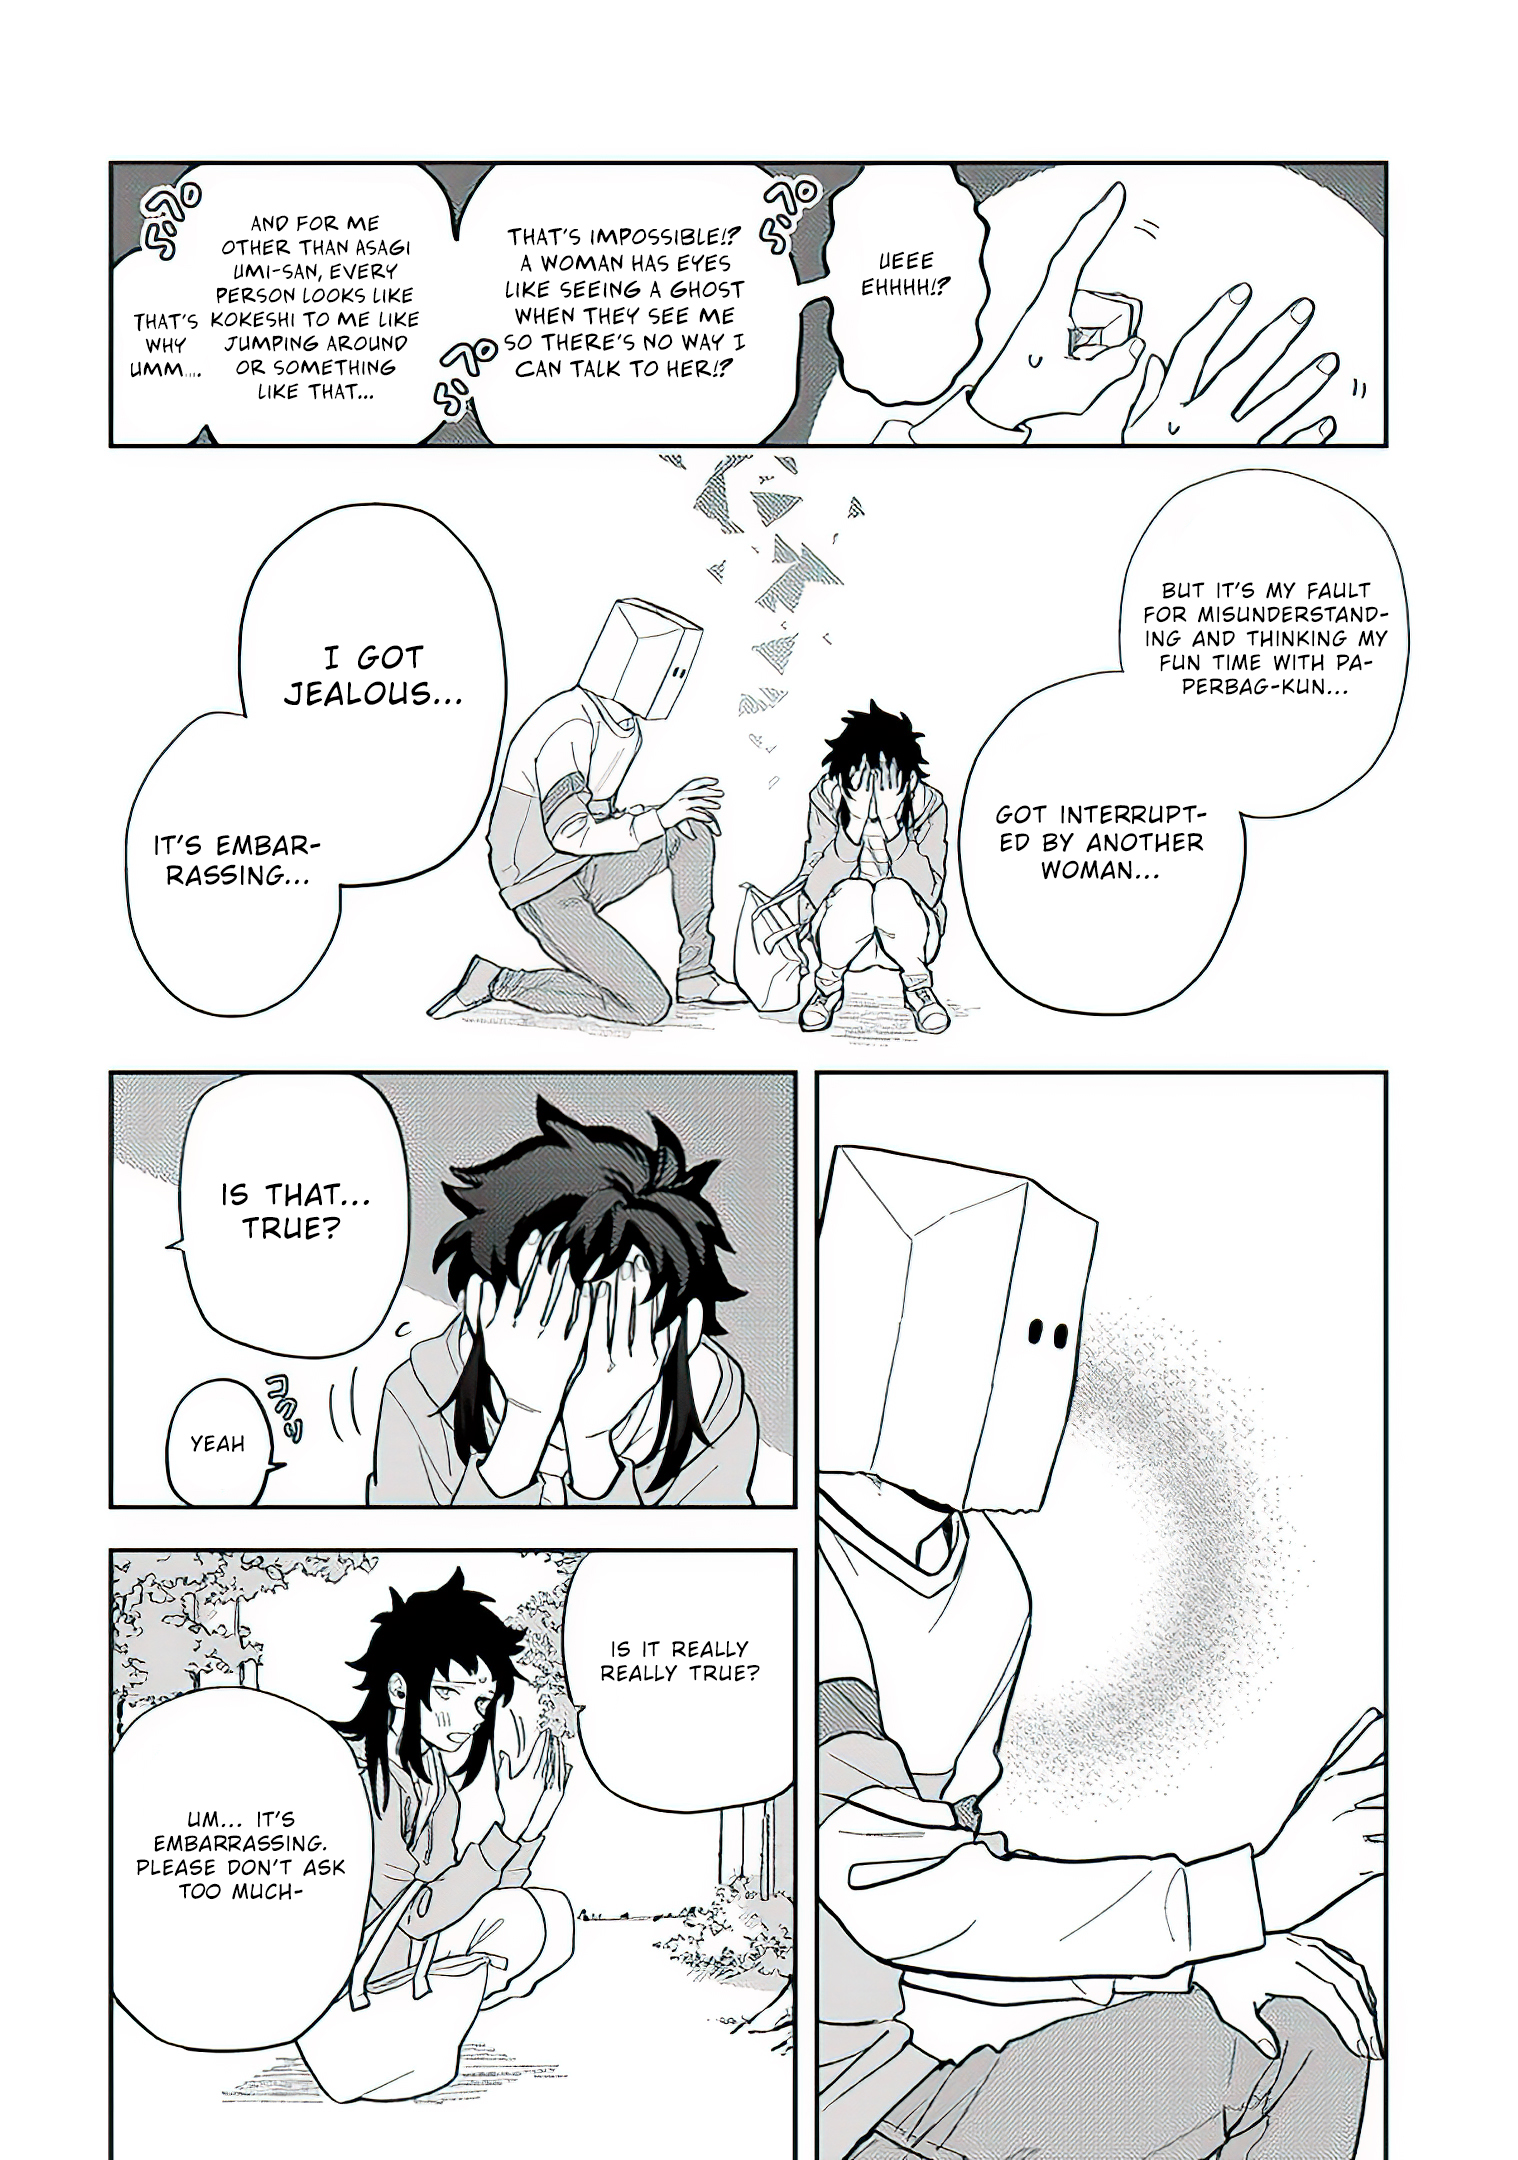 UEEE
EHHHH!?
THAT'S IMPOSSIBLE!?
A WOMAN HAS EYES
LIKE SEEING A GHOST
WHEN THEY SEE ME
SO THERE'S NO WAY I
CAN TALK TO HER!?
AND FOR ME
OTHER THAN ASAGI
UMI-SAN, EVERY
PERSON LOOKS LIKE
KOKESHI TO ME LIKE
JUMPING AROUND
OR SOMETHING
LIKE THAT...
THAT'S
WHY
UMM....
BUT IT'S MY FAULT
FOR MISUNDERSTAND-
ING AND THINKING MY
FUN TIME WITH PA-
PERBAG-KUN...
GOT INTERRUPT-
ED BY ANOTHER
WOMAN...
I GOT
JEALOUS...
IT'S EMBAR-
RASSING...
IS THAT...
TRUE?
コクッ
YEAH
IS IT REALLY
REALLY TRUE?
UM... IT'S
EMBARRASSING.
PLEASE DON'T ASK
TOO MUCH-